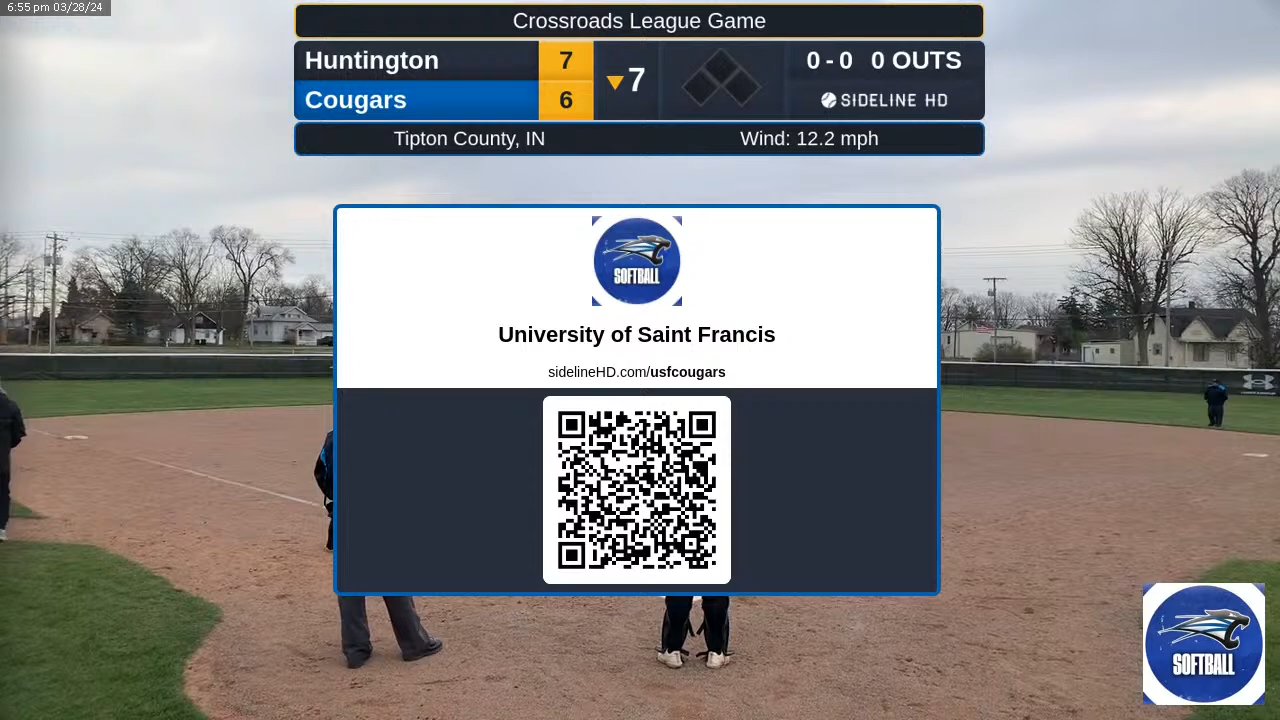 6:55 pm 03/28/24
Crossroads League Game
Huntington 7
Cougars 6
7
0 - 0 0 OUTS
SIDELINE HD
Tipton County, IN Wind: 12.2 mph
SOFTBALL
University of Saint Francis
sidelineHD.com/usfcougars
SOFTBALL